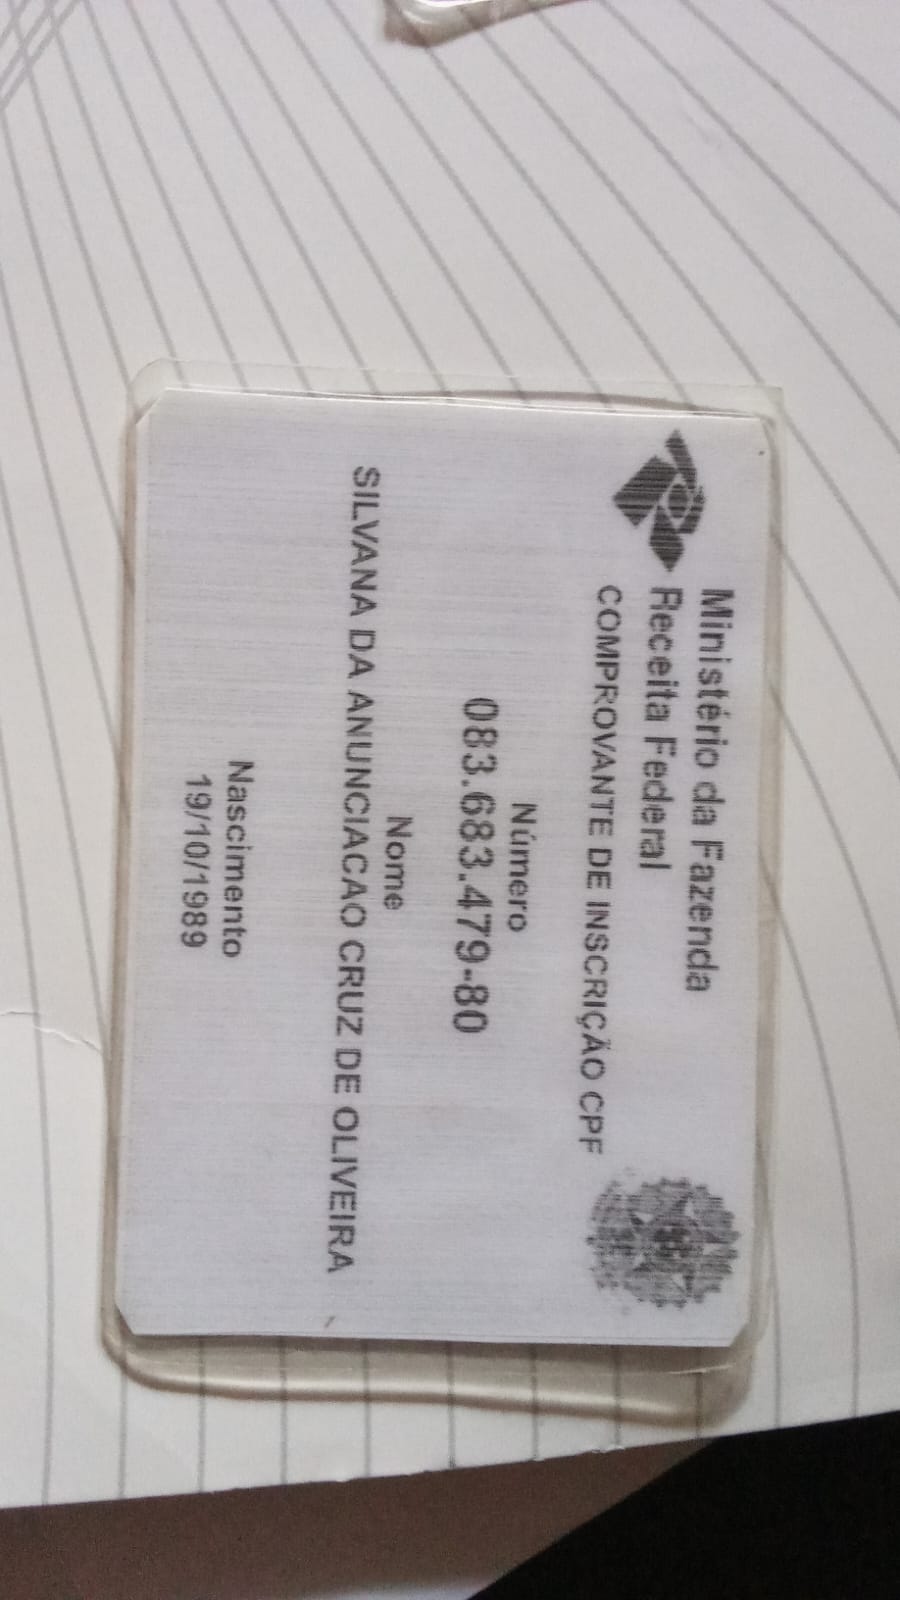 Ministério da Fazenda
Receita Federal
COMPROVANTE DE INSCRIÇÃO CPF
Número
083.683.479-80
Nome
SILVANA DA ANUNCIACAO CRUZ DE OLIVEIRA
Nascimento
19/10/1989